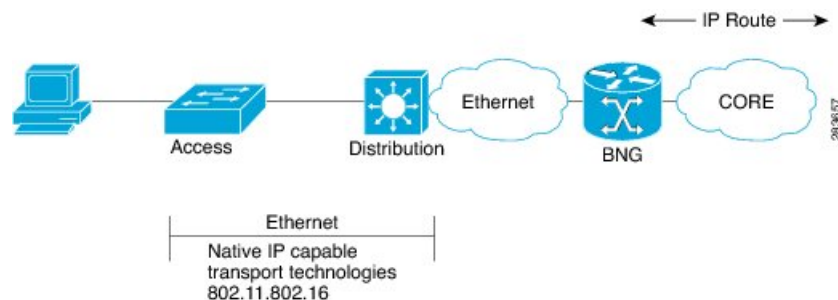 IP Route
Ethernet
CORE
Access
Distribution
BNG
Ethernet
Native IP capable
transport technologies
802.11.802.16